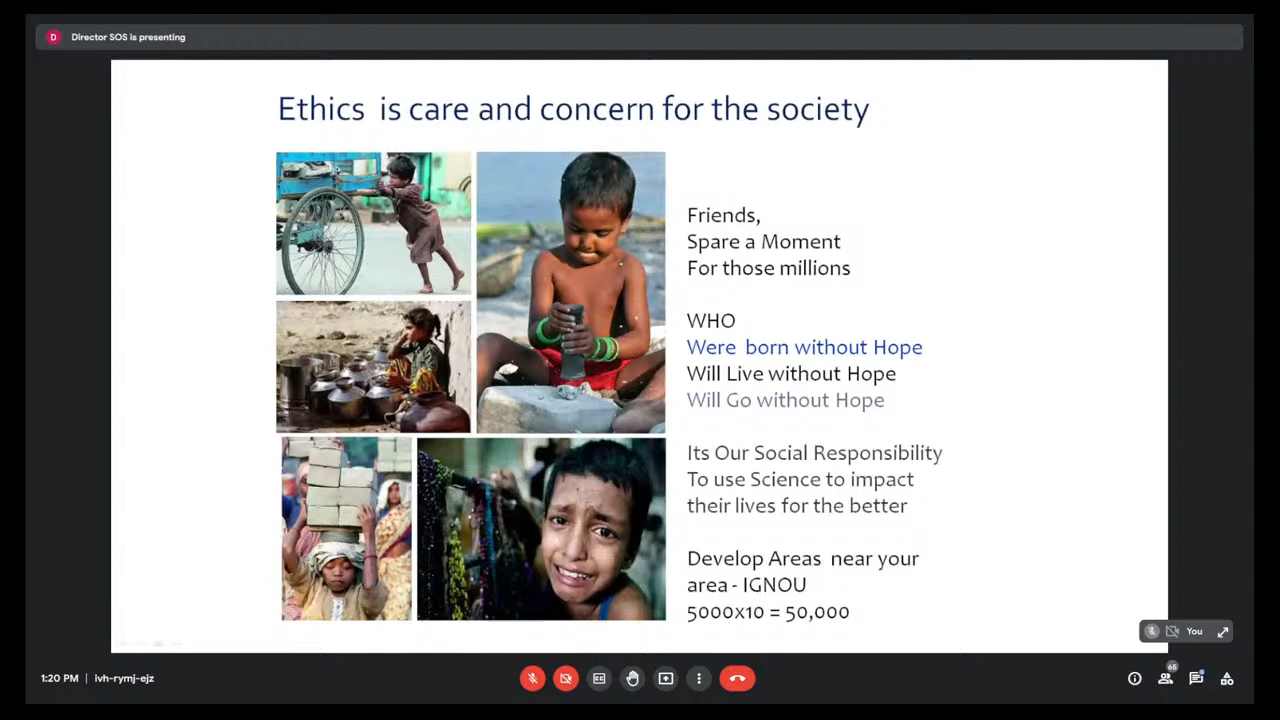 D Director SOS is presenting
Ethics is care and concern for the society
Friends,
Spare a Moment
For those millions
WHO
Were born without Hope
Will Live without Hope
Will Go without Hope
Its Our Social Responsibility
To use Science to impact
their lives for the better
Develop Areas near your
area - IGNOU
5000x10 = 50,000
You
1:20 PM | ivh-rymj-ejz
CC
65